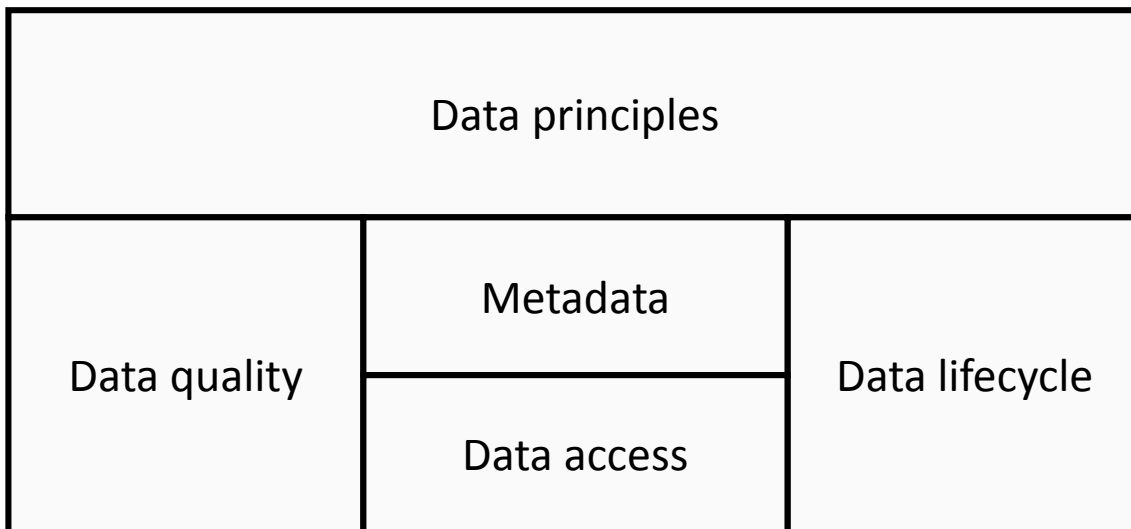 Data principles
Metadata
Data quality
Data lifecycle
Data access